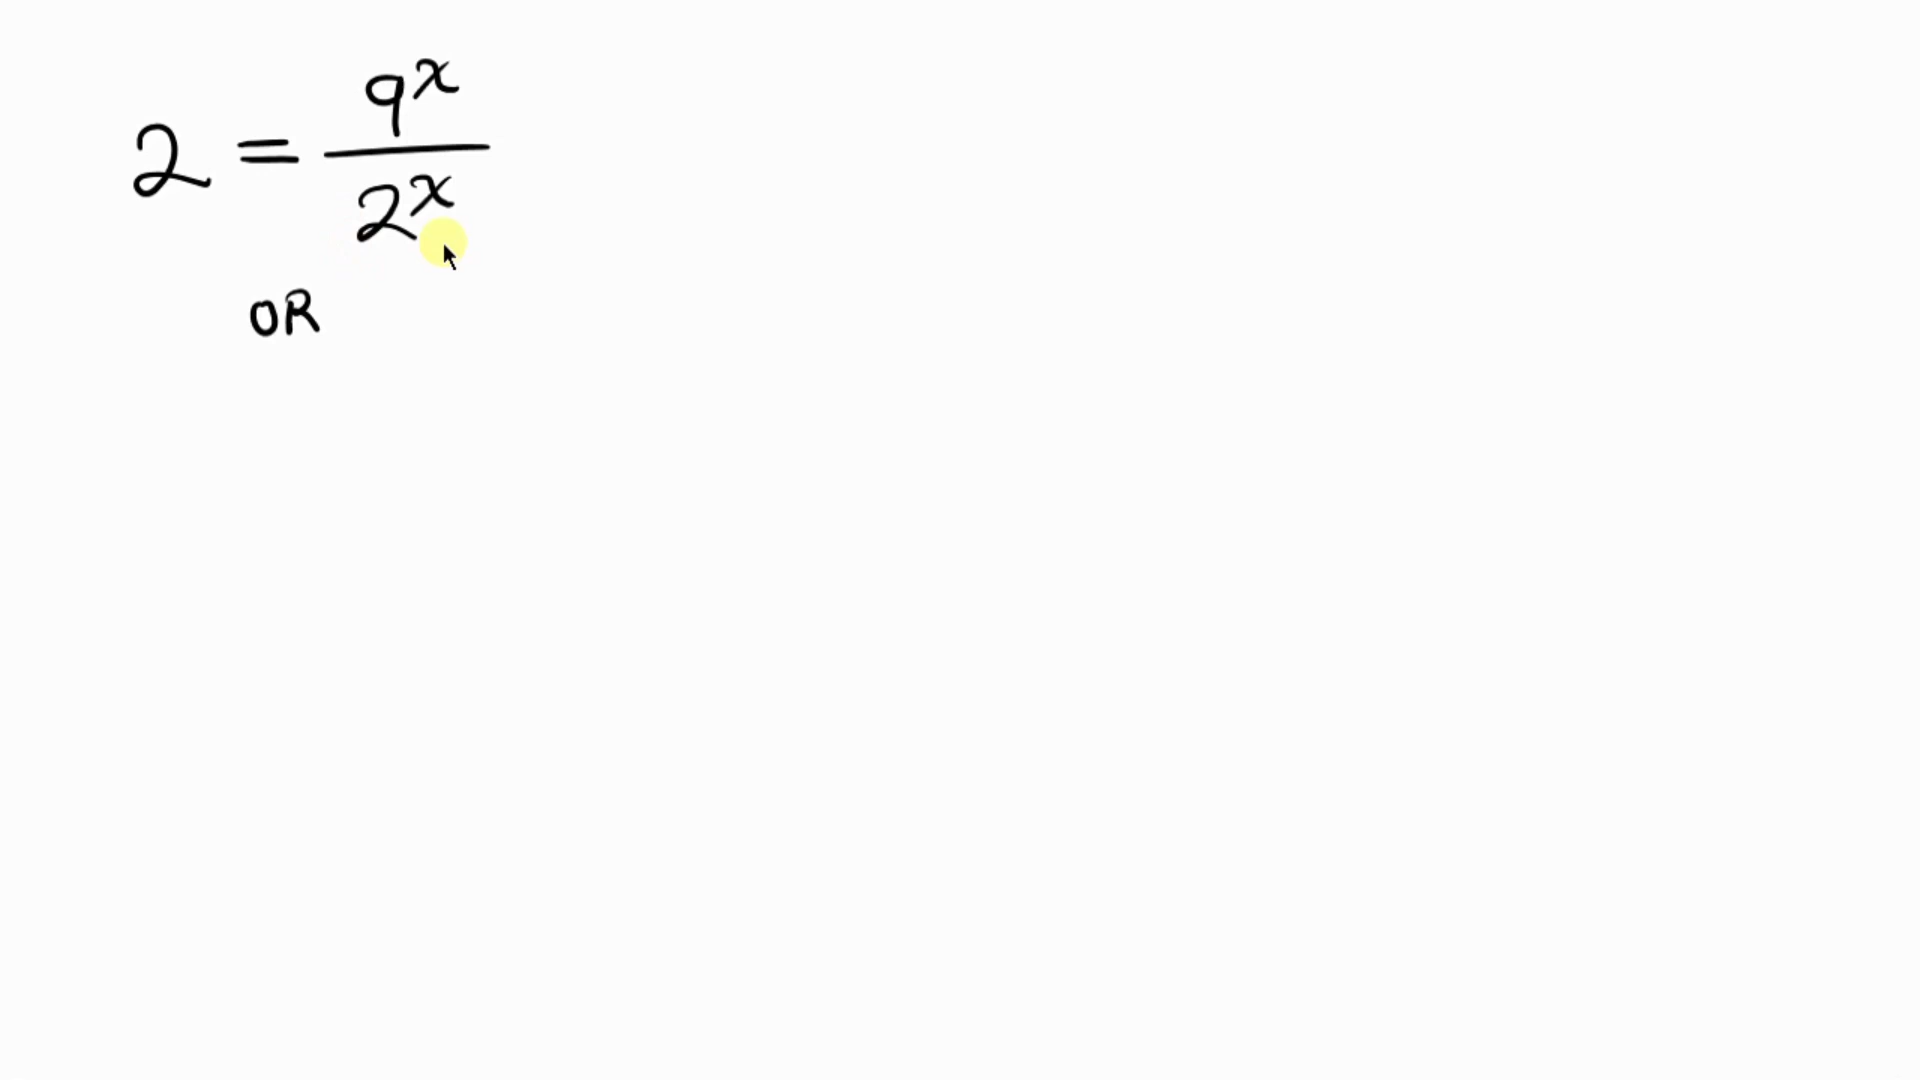 2 = 9^x / 2^x
OR